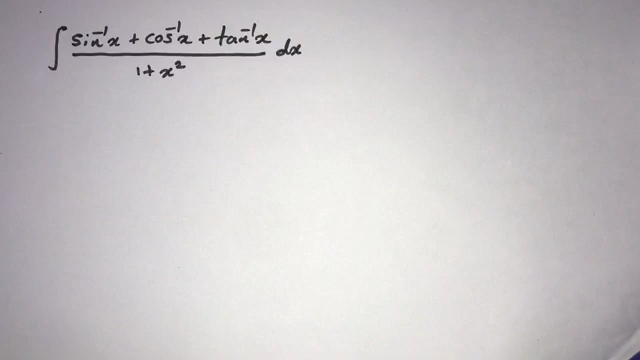 ∫ (sin⁻¹x + cos⁻¹x + tan⁻¹x)/(1 + x²) dx